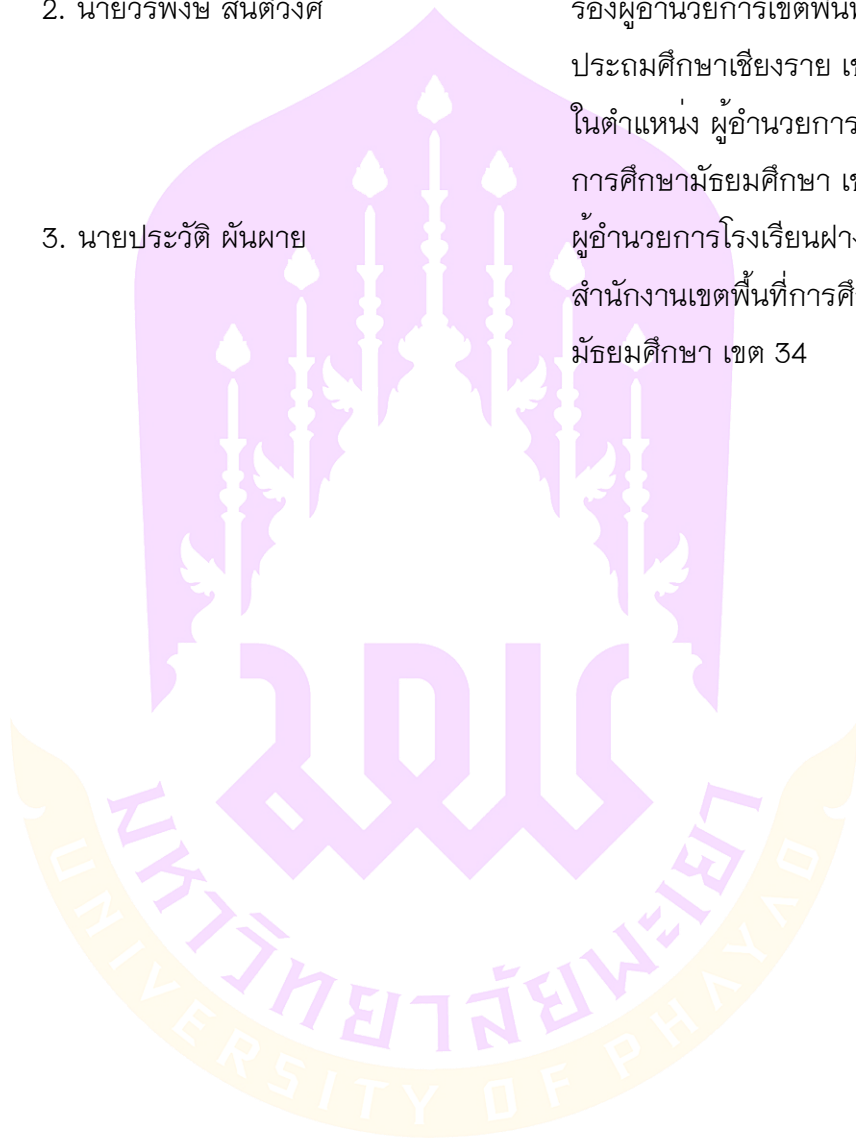 2. นายวรพงษ์ สันติวงศ์ รองผู้อำนวยการเขตพื้นที่
ประถมศึกษาเชียงราย
ในตำแหน่ง ผู้อำนวยการ
การศึกษามัธยมศึกษา
3. นายประวัติ ผันผาย ผู้อำนวยการโรงเรียนฝาง
สำนักงานเขตพื้นที่การศึ
มัธยมศึกษา เขต 34
มหาวิทยาลัยพะเยา
UNIVERSITY OF PHAYAO